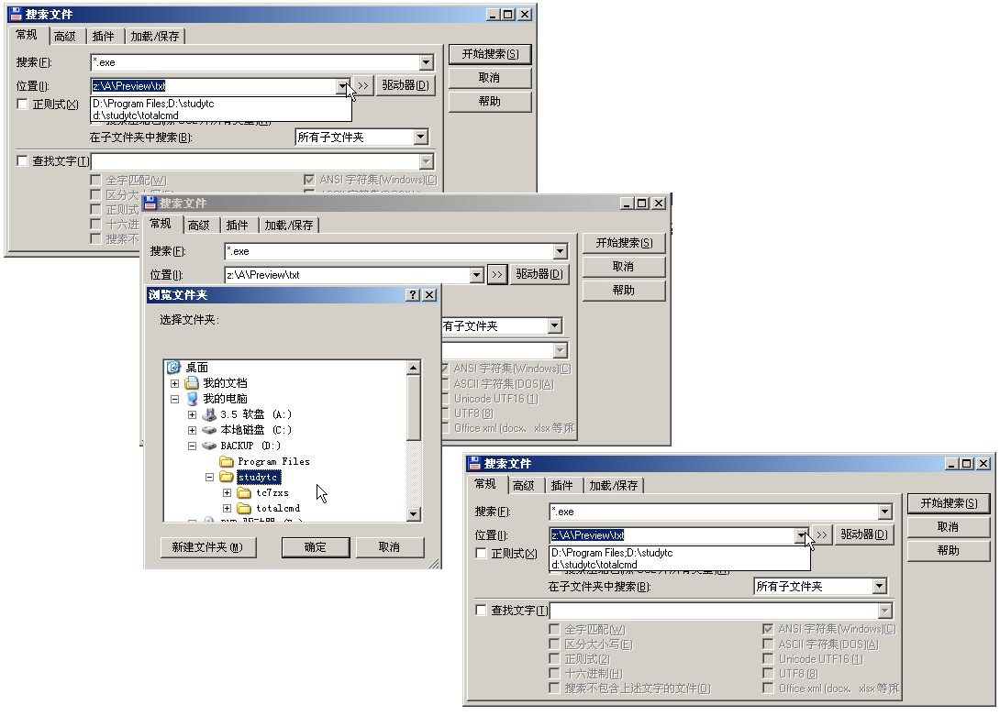 搜索文件
常规 高级 插件 加载/保存
搜索(F): *.exe 开始搜索(S)
位置(I): z:\A\Preview\txt >> 驱动器(D) 取消
正则式(X) D:\Program Files;D:\studytc 帮助
d:\studytc\totalcmd
在子文件夹中搜索(B): 所有子文件夹
查找文字(T)
全字匹配(W) ANSI 字符集(Windows)(C)
区分大小写(E)
正则式
十六进
搜索不
搜索文件
常规 高级 插件 加载/保存
搜索(F): *.exe 开始搜索(S)
位置(I): z:\A\Preview\txt >> 驱动器(D) 取消
帮助
有子文件夹
ANSI 字符集(Windows)(C)
ASCII 字符集(DOS)(A)
Unicode UTF16 (1)
UTF8 (8)
Office xml (docx、xlsx 等)
浏览文件夹
选择文件夹:
桌面
我的文档
我的电脑
3.5 软盘 (A:)
本地磁盘 (C:)
BACKUP (D:)
Program Files
studytc
tc7zxs
totalcmd
新建文件夹(M) 确定 取消
搜索文件
常规 高级 插件 加载/保存
搜索(F): *.exe 开始搜索(S)
位置(I): z:\A\Preview\txt >> 驱动器(D) 取消
正则式(X) D:\Program Files;D:\studytc 帮助
d:\studytc\totalcmd
在子文件夹中搜索(B): 所有子文件夹
查找文字(T)
全字匹配(W) ANSI 字符集(Windows)(C)
区分大小写(E) ASCII 字符集(DOS)(A)
正则式(2) Unicode UTF16 (1)
十六进制(H) UTF8 (8)
搜索不包含上述文字的文件(O) Office xml (docx、xlsx 等)